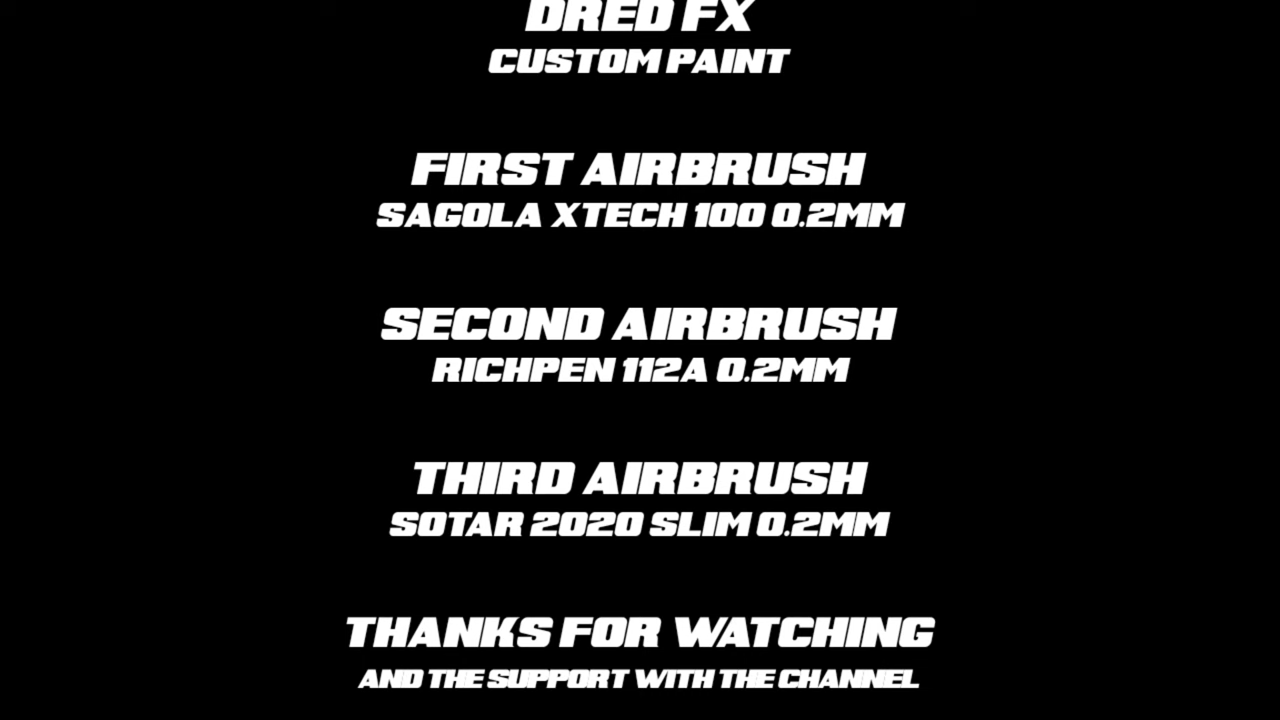 DRED FX
CUSTOM PAINT
FIRST AIRBRUSH
SAGOLA XTECH 100 0.2MM
SECOND AIRBRUSH
RICHPEN 112A 0.2MM
THIRD AIRBRUSH
SOTAR 2020 SLIM 0.2MM
THANKS FOR WATCHING
AND THE SUPPORT WITH THE CHANNEL